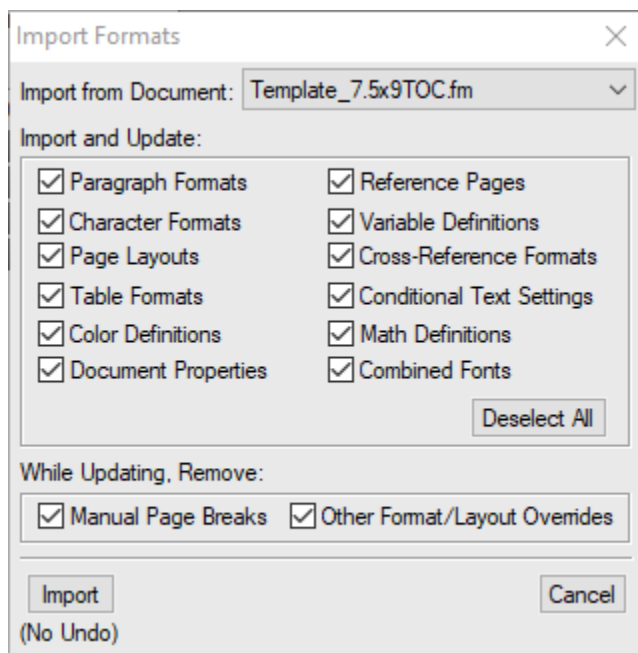 Import Formats
Import from Document: Template_7.5x9TOC.fm
Import and Update:
Paragraph Formats Reference Pages
Character Formats Variable Definitions
Page Layouts Cross-Reference Formats
Table Formats Conditional Text Settings
Color Definitions Math Definitions
Document Properties Combined Fonts
Deselect All
While Updating, Remove:
Manual Page Breaks Other Format/Layout Overrides
Import Cancel
(No Undo)